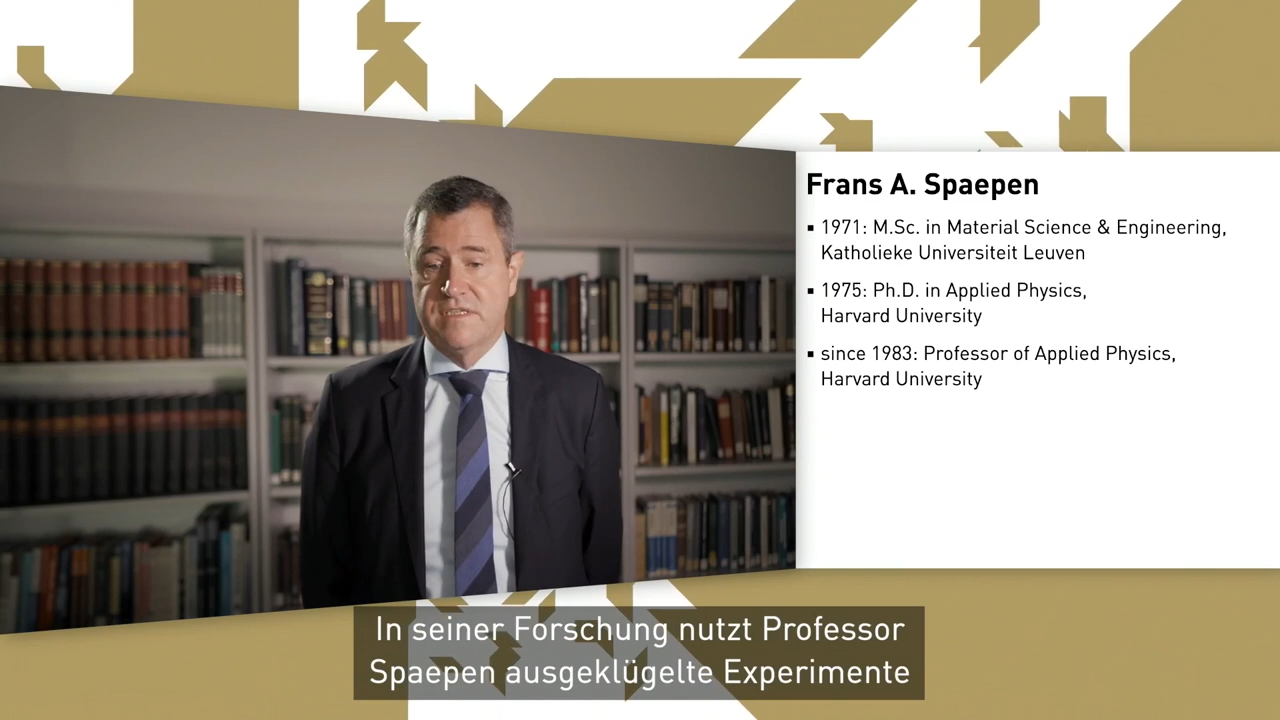 Frans A. Spaepen
▪ 1971: M.Sc. in Material Science & Engineering,
Katholieke Universiteit Leuven
▪ 1975: Ph.D. in Applied Physics,
Harvard University
▪ since 1983: Professor of Applied Physics,
Harvard University
In seiner Forschung nutzt Professor
Spaepen ausgeklügelte Experimente